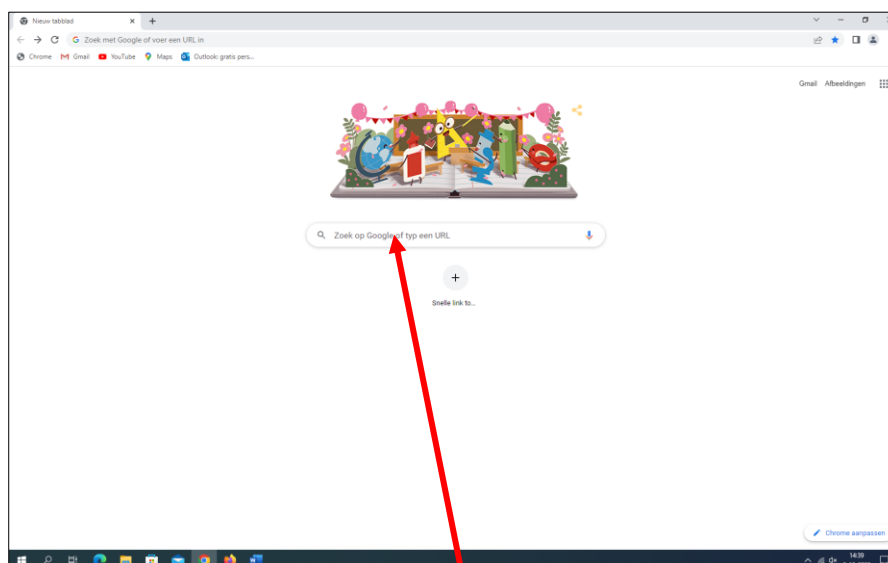 Nieuw tabblad
Zoek met Google of voer een URL in
Chrome Gmail YouTube Maps Outlook: gratis pers...
Gmail Afbeeldingen
Zoek op Google of typ een URL
Snelle link to...
Chrome aanpassen
14:39